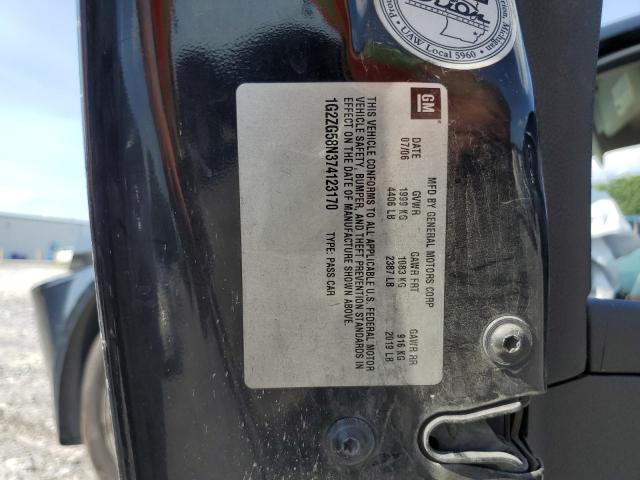 GM
MFD BY GENERAL MOTORS CORP
DATE GVWR GAWR FRT GAWR RR
07/06 1999 KG 1083 KG 916 KG
4406 LB 2387 LB 2019 LB
THIS VEHICLE CONFORMS TO ALL APPLICABLE U.S. FEDERAL MOTOR
VEHICLE SAFETY, BUMPER, AND THEFT PREVENTION STANDARDS IN
EFFECT ON THE DATE OF MANUFACTURE SHOWN ABOVE.
1G2ZG58N374123170 TYPE: PASS CAR
UAW Local 5960
Michigan